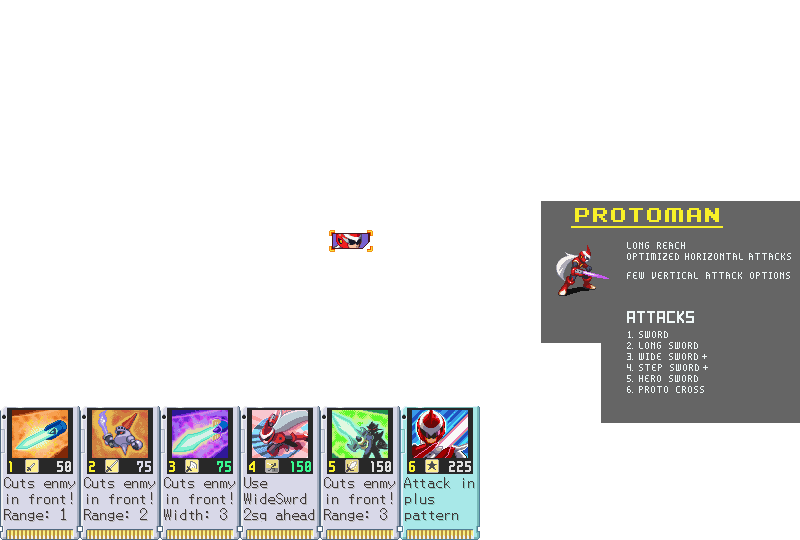 PROTOMAN
LONG REACH
OPTIMIZED HORIZONTAL ATTACKS
FEW VERTICAL ATTACK OPTIONS
ATTACKS
1. SWORD
2. LONG SWORD
3. WIDE SWORD +
4. STEP SWORD +
5. HERO SWORD
6. PROTO CROSS
1 50
Cuts enmy
in front!
Range: 1
2 75
Cuts enmy
in front!
Range: 2
3 75
Cuts enmy
in front!
Width: 3
4 150
Use
WideSwrd
2sq ahead
5 150
Cuts enmy
in front!
Range: 3
6 225
Attack in
plus
pattern